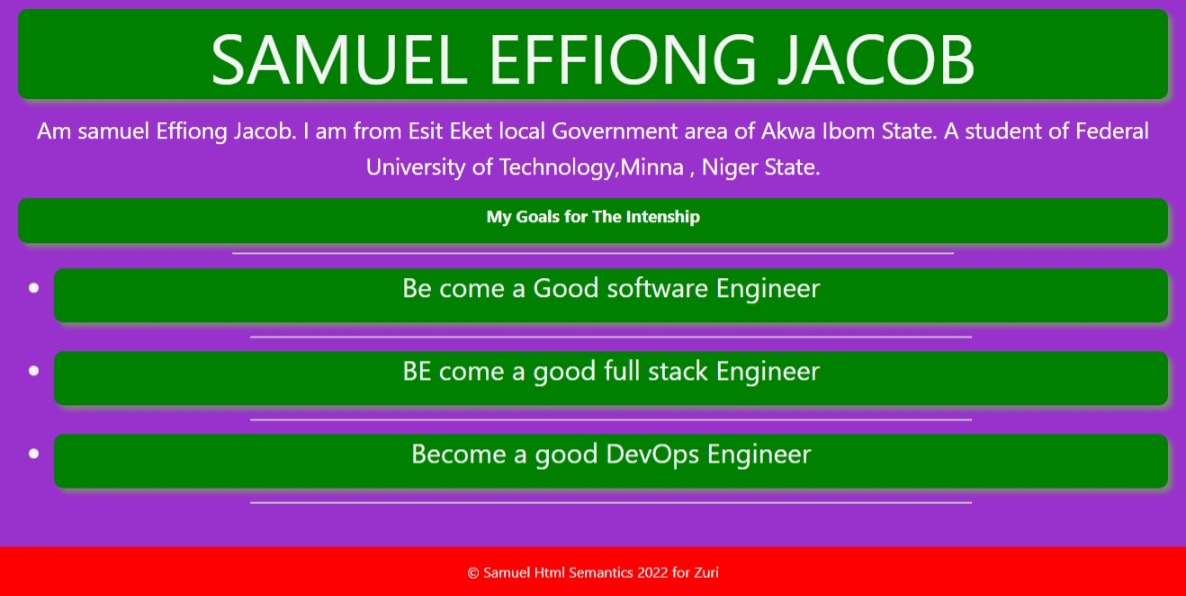 SAMUEL EFFIONG JACOB
Am samuel Effiong Jacob. I am from Esit Eket local Government area of Akwa Ibom State. A student of Federal
University of Technology,Minna , Niger State.
My Goals for The Intenship
Be come a Good software Engineer
BE come a good full stack Engineer
Become a good DevOps Engineer
© Samuel Html Semantics 2022 for Zuri